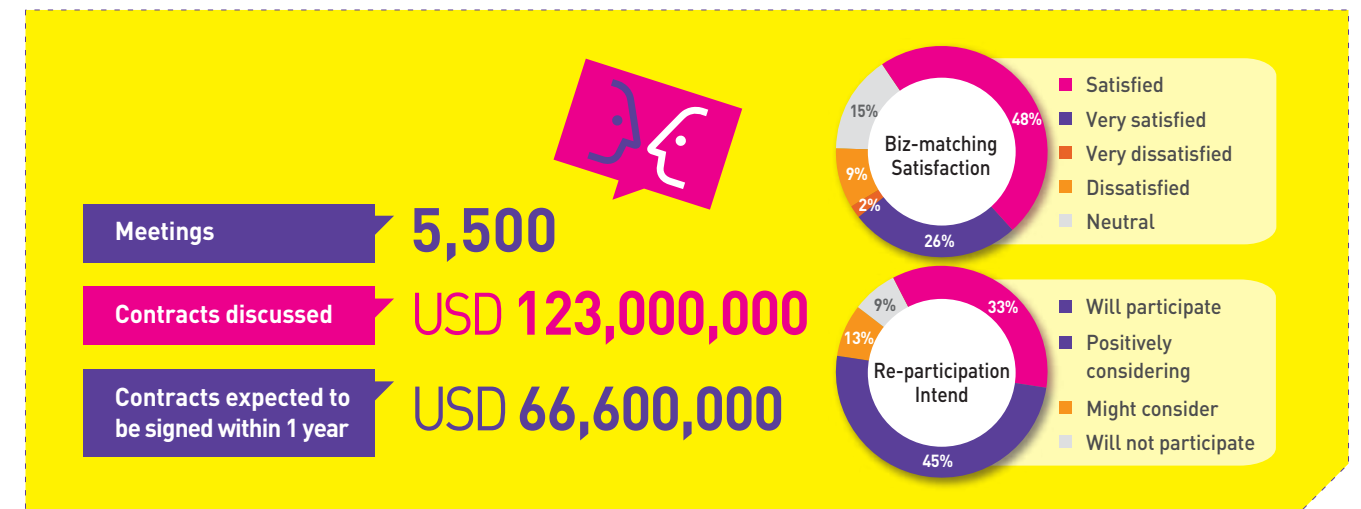 Meetings
5,500
Contracts discussed
USD 123,000,000
Contracts expected to
be signed within 1 year
USD 66,600,000
Biz-matching
Satisfaction
48%
26%
2%
9%
15%
Satisfied
Very satisfied
Very dissatisfied
Dissatisfied
Neutral
Re-participation
Intend
33%
45%
13%
9%
Will participate
Positively
considering
Might consider
Will not participate